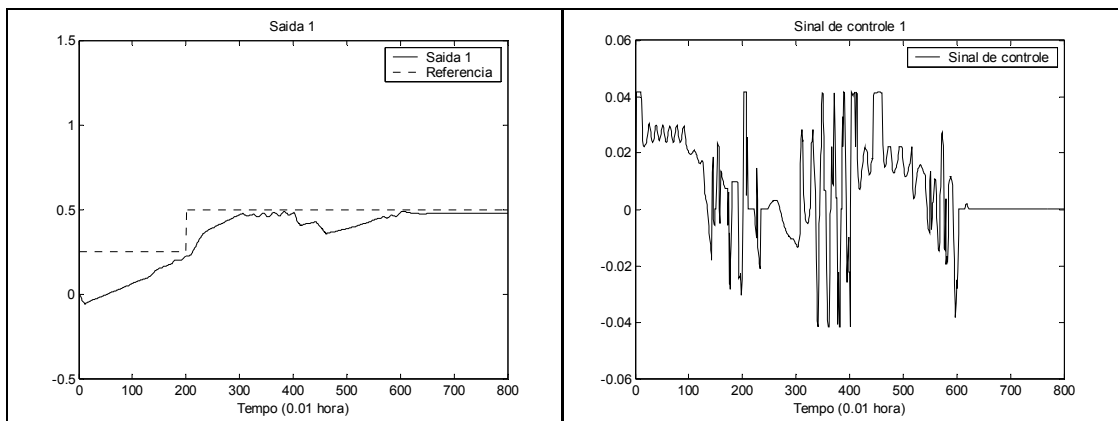 Saida 1
1.5
Saida 1
Referencia
1
0.5
0
-0.5
0 100 200 300 400 500 600 700 800
Tempo (0.01 hora)
Sinal de controle 1
0.06
Sinal de controle
0.04
0.02
0
-0.02
-0.04
-0.06
0 100 200 300 400 500 600 700 800
Tempo (0.01 hora)